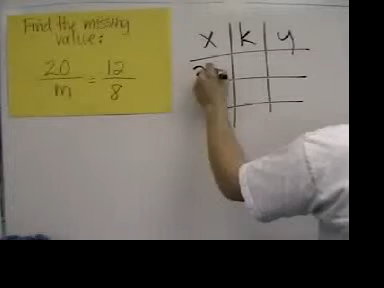 Find the missing
value:
20 12
— = —
m 8
x k y